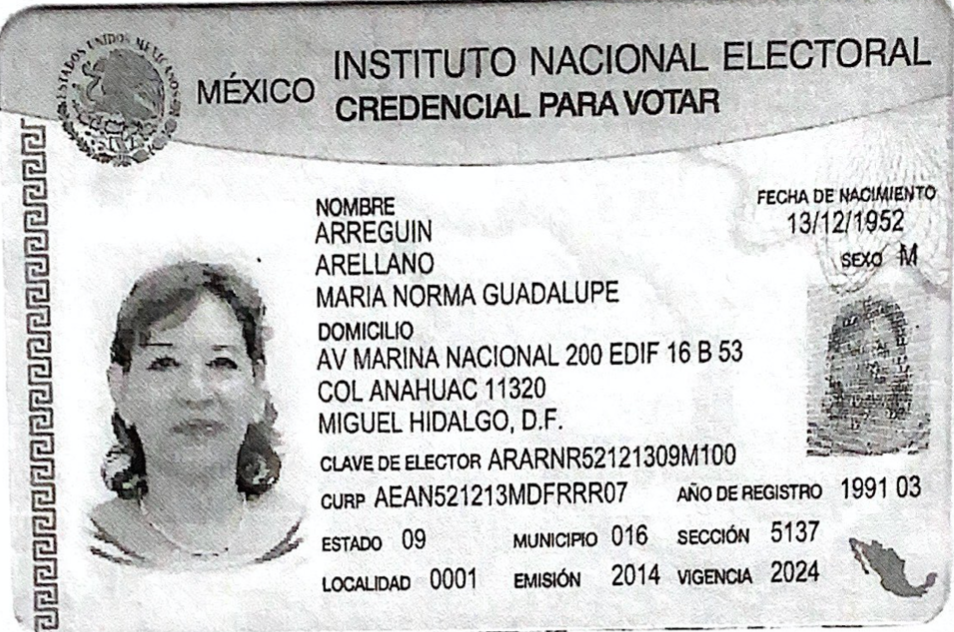 ESTADOS UNIDOS MEXICANOS
MÉXICO
INSTITUTO NACIONAL ELECTORAL
CREDENCIAL PARA VOTAR
NOMBRE
ARREGUIN
ARELLANO
MARIA NORMA GUADALUPE
FECHA DE NACIMIENTO
13/12/1952
SEXO M
DOMICILIO
AV MARINA NACIONAL 200 EDIF 16 B 53
COL ANAHUAC 11320
MIGUEL HIDALGO, D.F.
CLAVE DE ELECTOR ARARNR52121309M100
CURP AEAN521213MDFRRR07 AÑO DE REGISTRO 1991 03
ESTADO 09 MUNICIPIO 016 SECCIÓN 5137
LOCALIDAD 0001 EMISIÓN 2014 VIGENCIA 2024